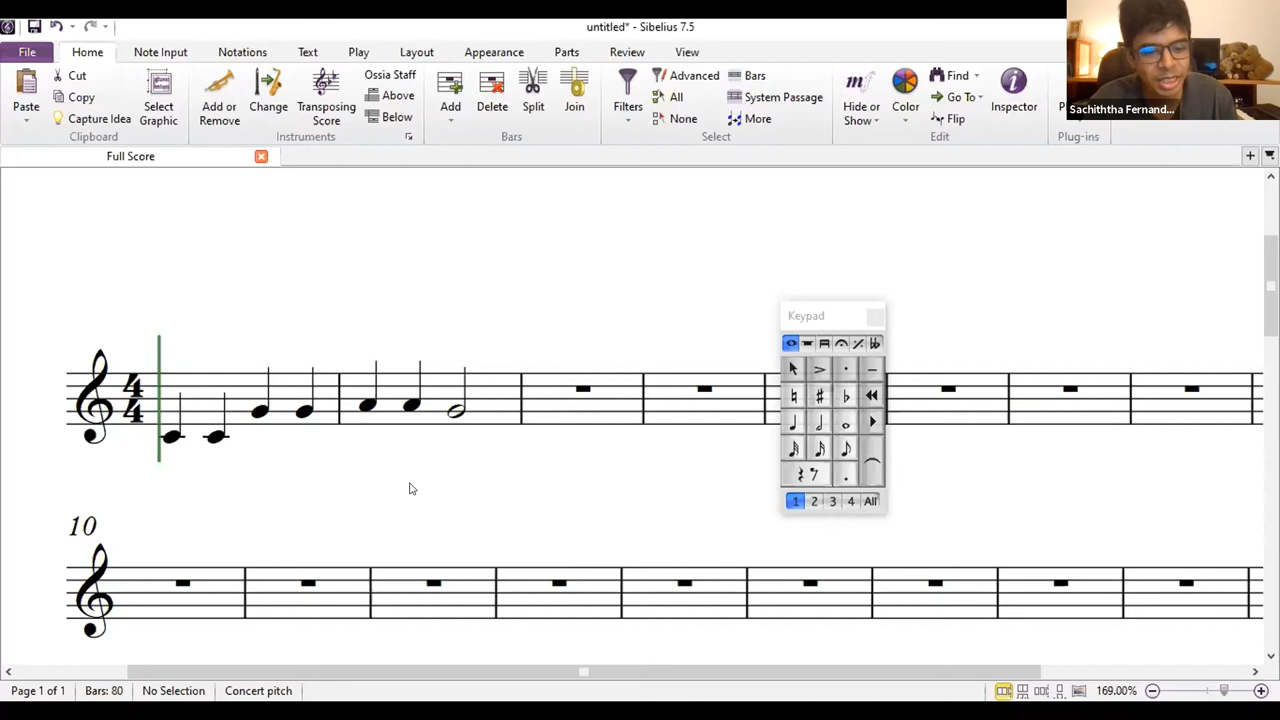 untitled* - Sibelius 7.5
File Home Note Input Notations Text Play Layout Appearance Parts Review View
Paste
Cut
Copy
Capture Idea
Clipboard
Select Graphic
Add or Remove
Change
Transposing Score
Ossia Staff
Above
Below
Instruments
Add
Delete
Split
Join
Bars
Filters
Advanced
All
None
Bars
System Passage
More
Select
Hide or Show
Color
Find
Go To
Flip
Edit
Inspector
Plug-ins
Sachiththa Fernand...
Full Score
4
4
Keypad
1 2 3 4 All
10
Page 1 of 1 Bars: 80 No Selection Concert pitch 169.00%